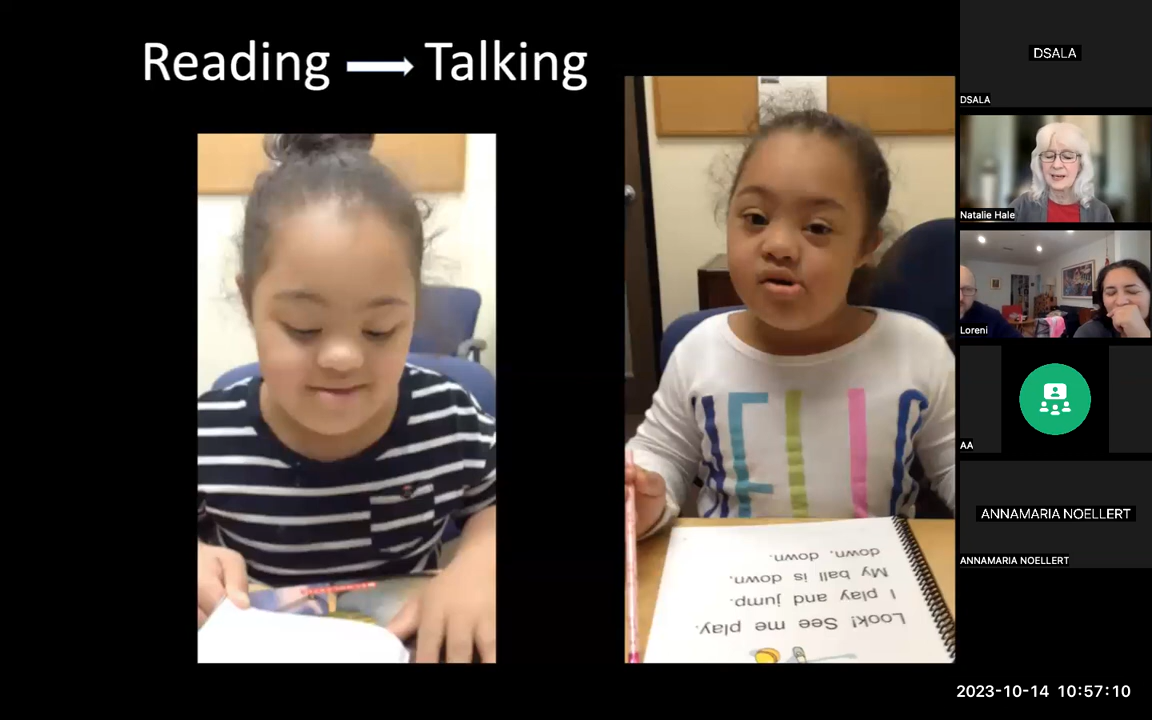 Reading → Talking
HELLO
Look! See me play.
I play and jump.
My ball is down.
down, down.
DSALA
DSALA
Natalie Hale
Loreni
AA
ANNAMARIA NOELLERT
ANNAMARIA NOELLERT
2023-10-14 10:57:10